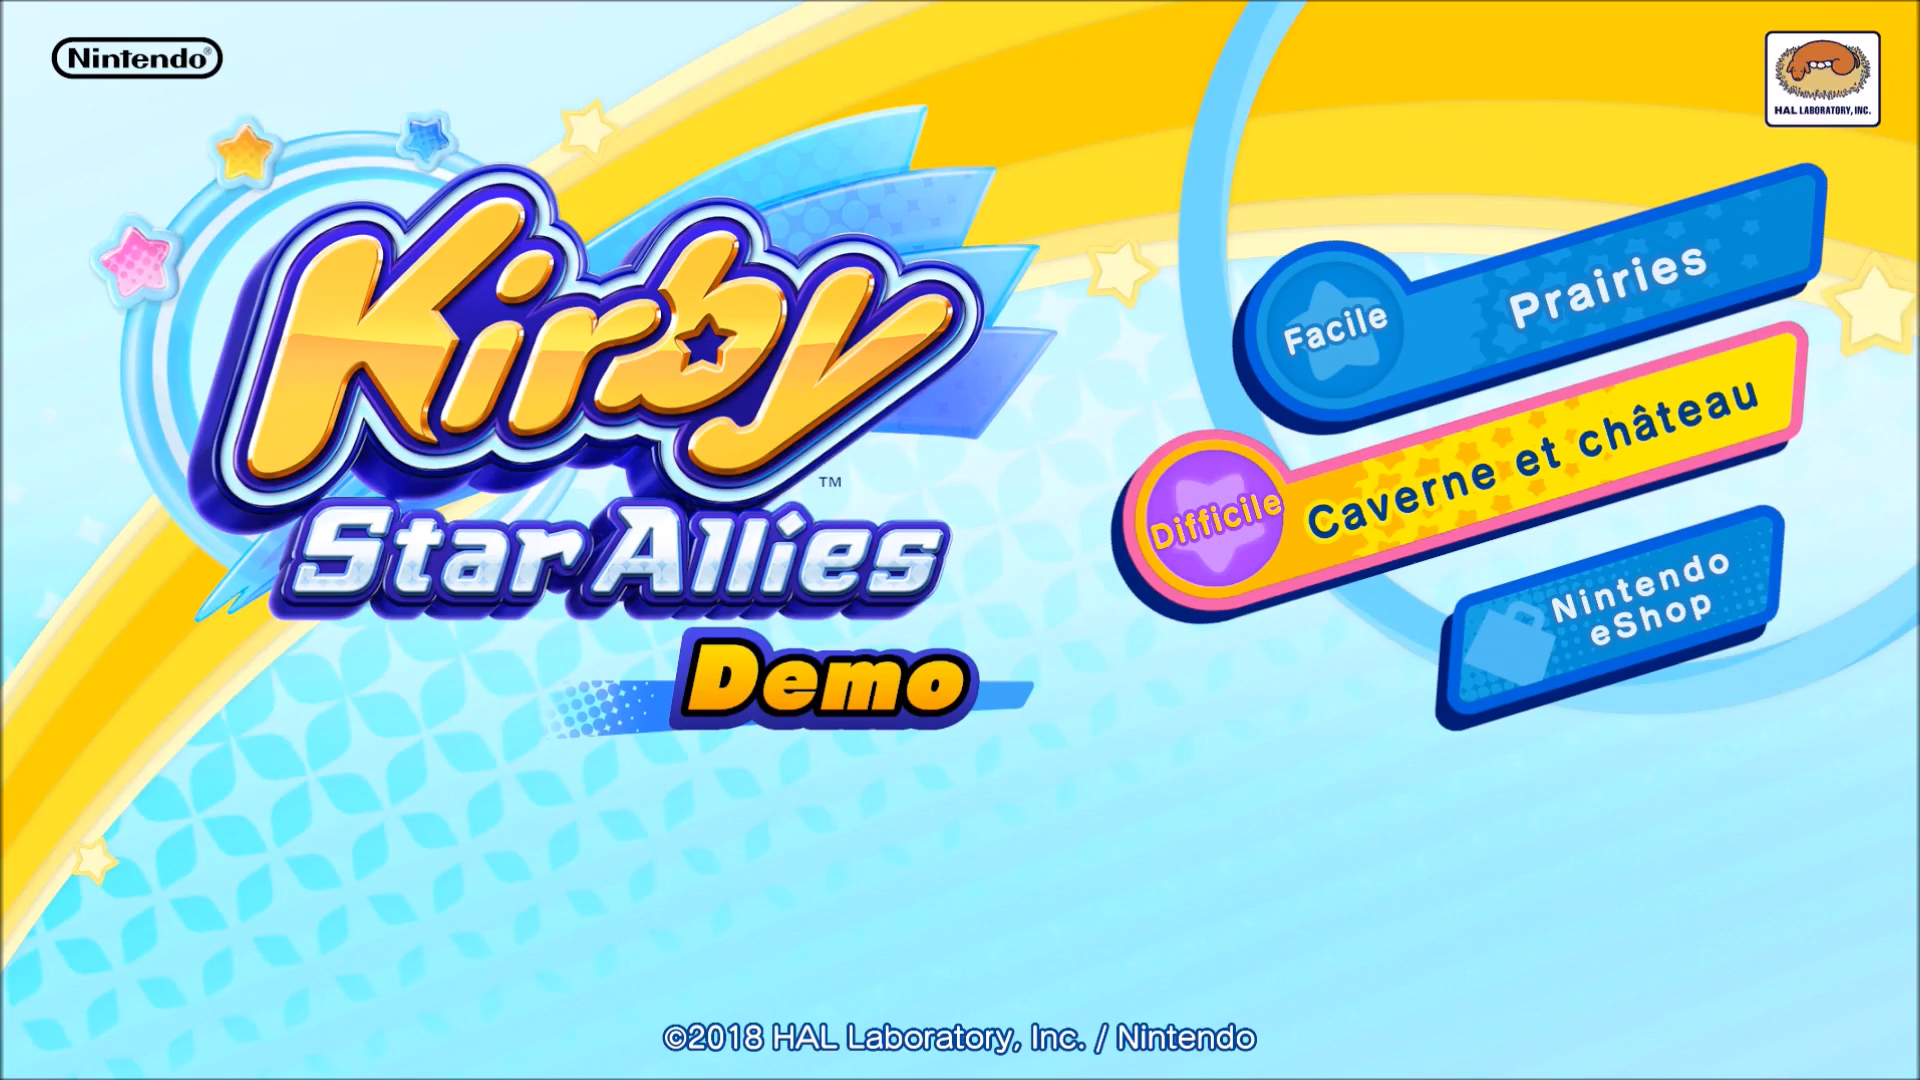 Nintendo®
HAL LABORATORY, INC.
Kirby
™
Star Allies
Demo
Facile
Prairies
Difficile
Caverne et château
Nintendo
eShop
©2018 HAL Laboratory, Inc. / Nintendo